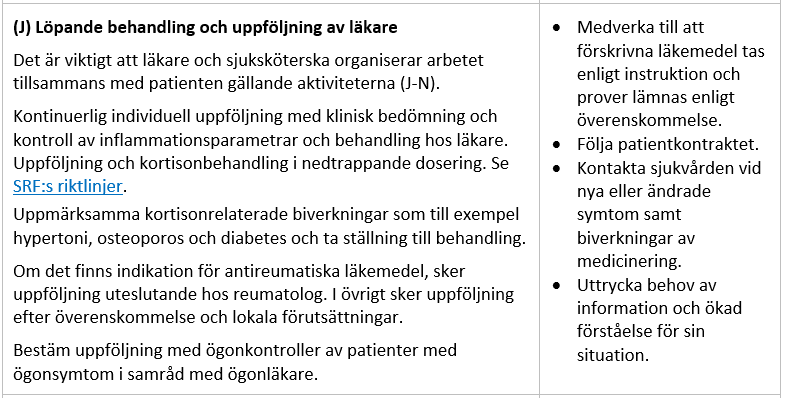 (J) Löpande behandling och uppföljning av läkare
Det är viktigt att läkare och sjuksköterska organiserar arbetet
tillsammans med patienten gällande aktiviteterna (J-N).
Kontinuerlig individuell uppföljning med klinisk bedömning och
kontroll av inflammationsparametrar och behandling hos läkare.
Uppföljning och kortisonbehandling i nedtrappande dosering. Se
SRF:s riktlinjer.
Uppmärksamma kortisonrelaterade biverkningar som till exempel
hypertoni, osteoporos och diabetes och ta ställning till behandling.
Om det finns indikation för antireumatiska läkemedel, sker
uppföljning uteslutande hos reumatolog. I övrigt sker uppföljning
efter överenskommelse och lokala förutsättningar.
Bestäm uppföljning med ögonkontroller av patienter med
ögonsymtom i samråd med ögonläkare.
• Medverka till att
förskrivna läkemedel tas
enligt instruktion och
prover lämnas enligt
överenskommelse.
• Följa patientkontraktet.
• Kontakta sjukvården vid
nya eller ändrade
symtom samt
biverkningar av
medicinering.
• Uttrycka behov av
information och ökad
förståelse för sin
situation.